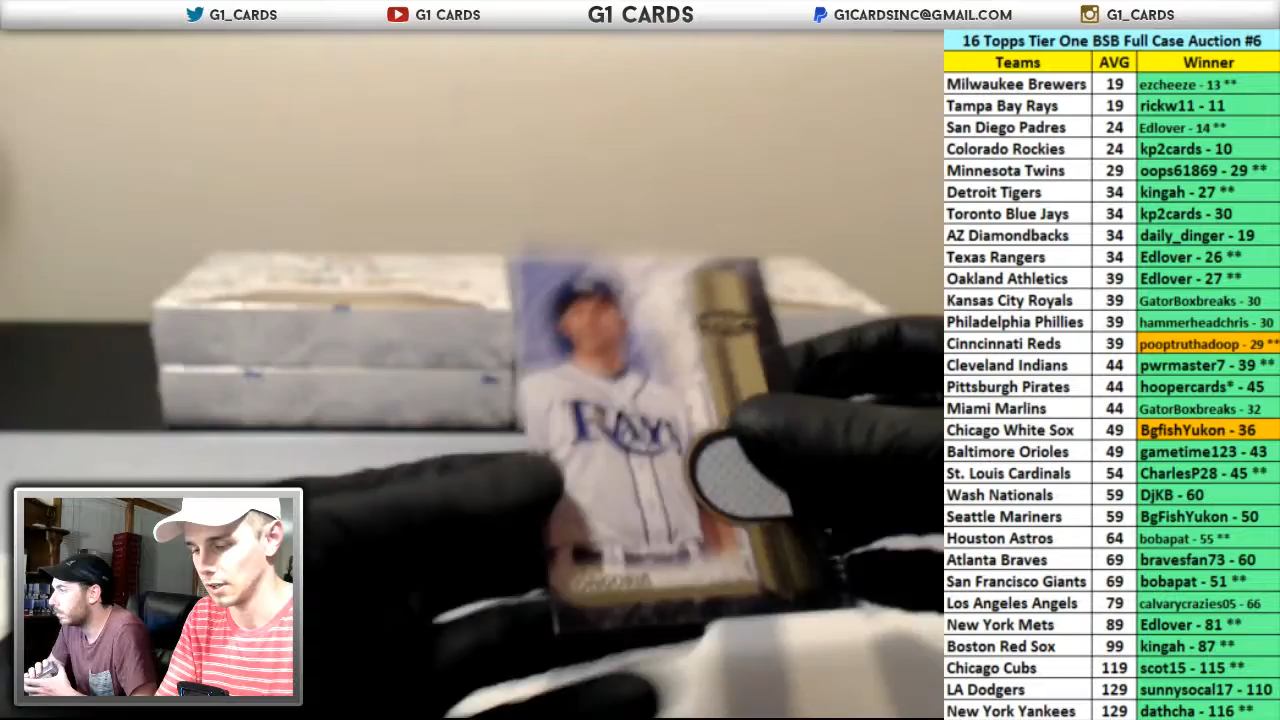 G1_CARDS G1 CARDS G1 CARDS G1CARDSINC@GMAIL.COM G1_CARDS
16 Topps Tier One BSB Full Case Auction #6
Teams AVG Winner
Milwaukee Brewers 19 ezcheeze - 13 **
Tampa Bay Rays 19 rickw11 - 11
San Diego Padres 24 Edlover - 14 **
Colorado Rockies 24 kp2cards - 10
Minnesota Twins 29 oops61869 - 29 **
Detroit Tigers 34 kingah - 27 **
Toronto Blue Jays 34 kp2cards - 30
AZ Diamondbacks 34 daily_dinger - 19
Texas Rangers 34 Edlover - 26 **
Oakland Athletics 39 Edlover - 27 **
Kansas City Royals 39 GatorBoxbreaks - 30
Philadelphia Phillies 39 hammerheadchris - 30
Cinncinnati Reds 39 pooptruthadoop - 29 **
Cleveland Indians 44 pwrmaster7 - 39 **
Pittsburgh Pirates 44 hoopercards* - 45
Miami Marlins 44 GatorBoxbreaks - 32
Chicago White Sox 49 BgfishYukon - 36
Baltimore Orioles 49 gametime123 - 43
St. Louis Cardinals 54 CharlesP28 - 45 **
Wash Nationals 59 DjKB - 60
Seattle Mariners 59 BgFishYukon - 50
Houston Astros 64 bobapat - 55 **
Atlanta Braves 69 bravesfan73 - 60
San Francisco Giants 69 bobapat - 51 **
Los Angeles Angels 79 calvarycrazies05 - 66
New York Mets 89 Edlover - 81 **
Boston Red Sox 99 kingah - 87 **
Chicago Cubs 119 scot15 - 115 **
LA Dodgers 129 sunnysocal17 - 110
New York Yankees 129 dathcha - 116 **
RAYS